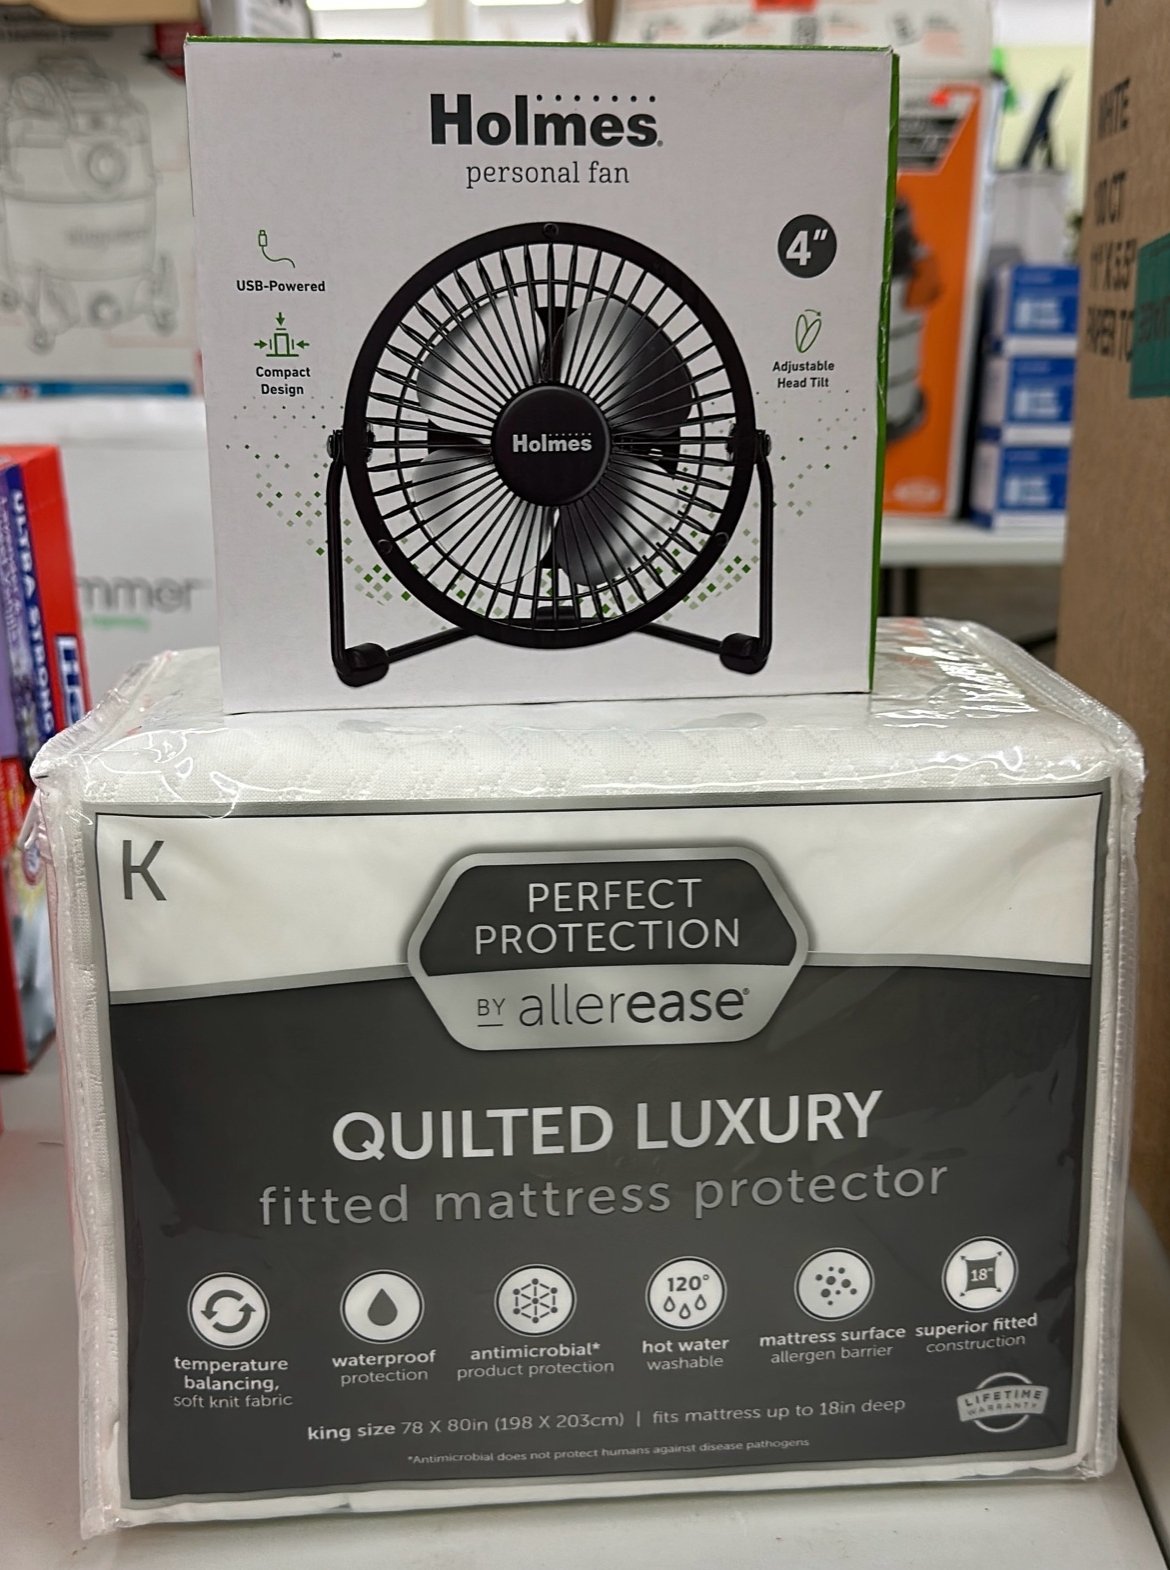 Holmes
personal fan
4"
USB-Powered
Compact
Design
Adjustable
Head Tilt
Holmes
K
PERFECT
PROTECTION
BY allerease®
QUILTED LUXURY
fitted mattress protector
18"
120°
temperature
balancing,
soft knit fabric
waterproof
protection
antimicrobial*
product protection
hot water
washable
mattress surface
allergen barrier
superior fitted
construction
LIFETIME
WARRANTY
king size 78 X 80in (198 X 203cm) | fits mattress up to 18in deep
*Antimicrobial does not protect humans against disease pathogens
ULTRA STRONG
mmer